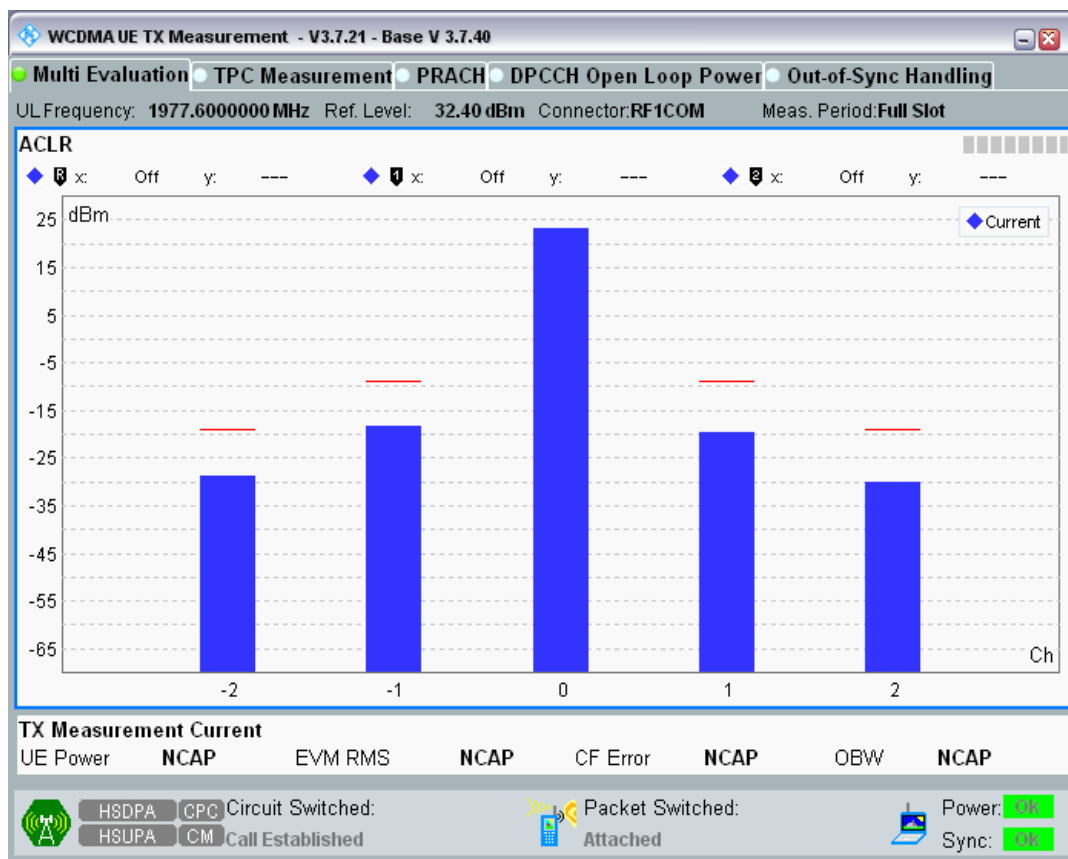 WCDMA UE TX Measurement - V3.7.21 - Base V 3.7.40
Multi Evaluation TPC Measurement PRACH DPCCH Open Loop Power Out-of-Sync Handling
UL Frequency: 1977.6000000 MHz Ref. Level: 32.40 dBm Connector:RF1COM Meas. Period:Full Slot
ACLR
R x: Off y: --- 1 x: Off y: --- 2 x: Off y: ---
dBm
Current
25
15
5
-5
-15
-25
-35
-45
-55
-65
Ch
-2 -1 0 1 2
TX Measurement Current
UE Power NCAP EVM RMS NCAP CF Error NCAP OBW NCAP
HSDPA CPC Circuit Switched: Packet Switched: Power: Ok
HSUPA CM Call Established Attached Sync: Ok